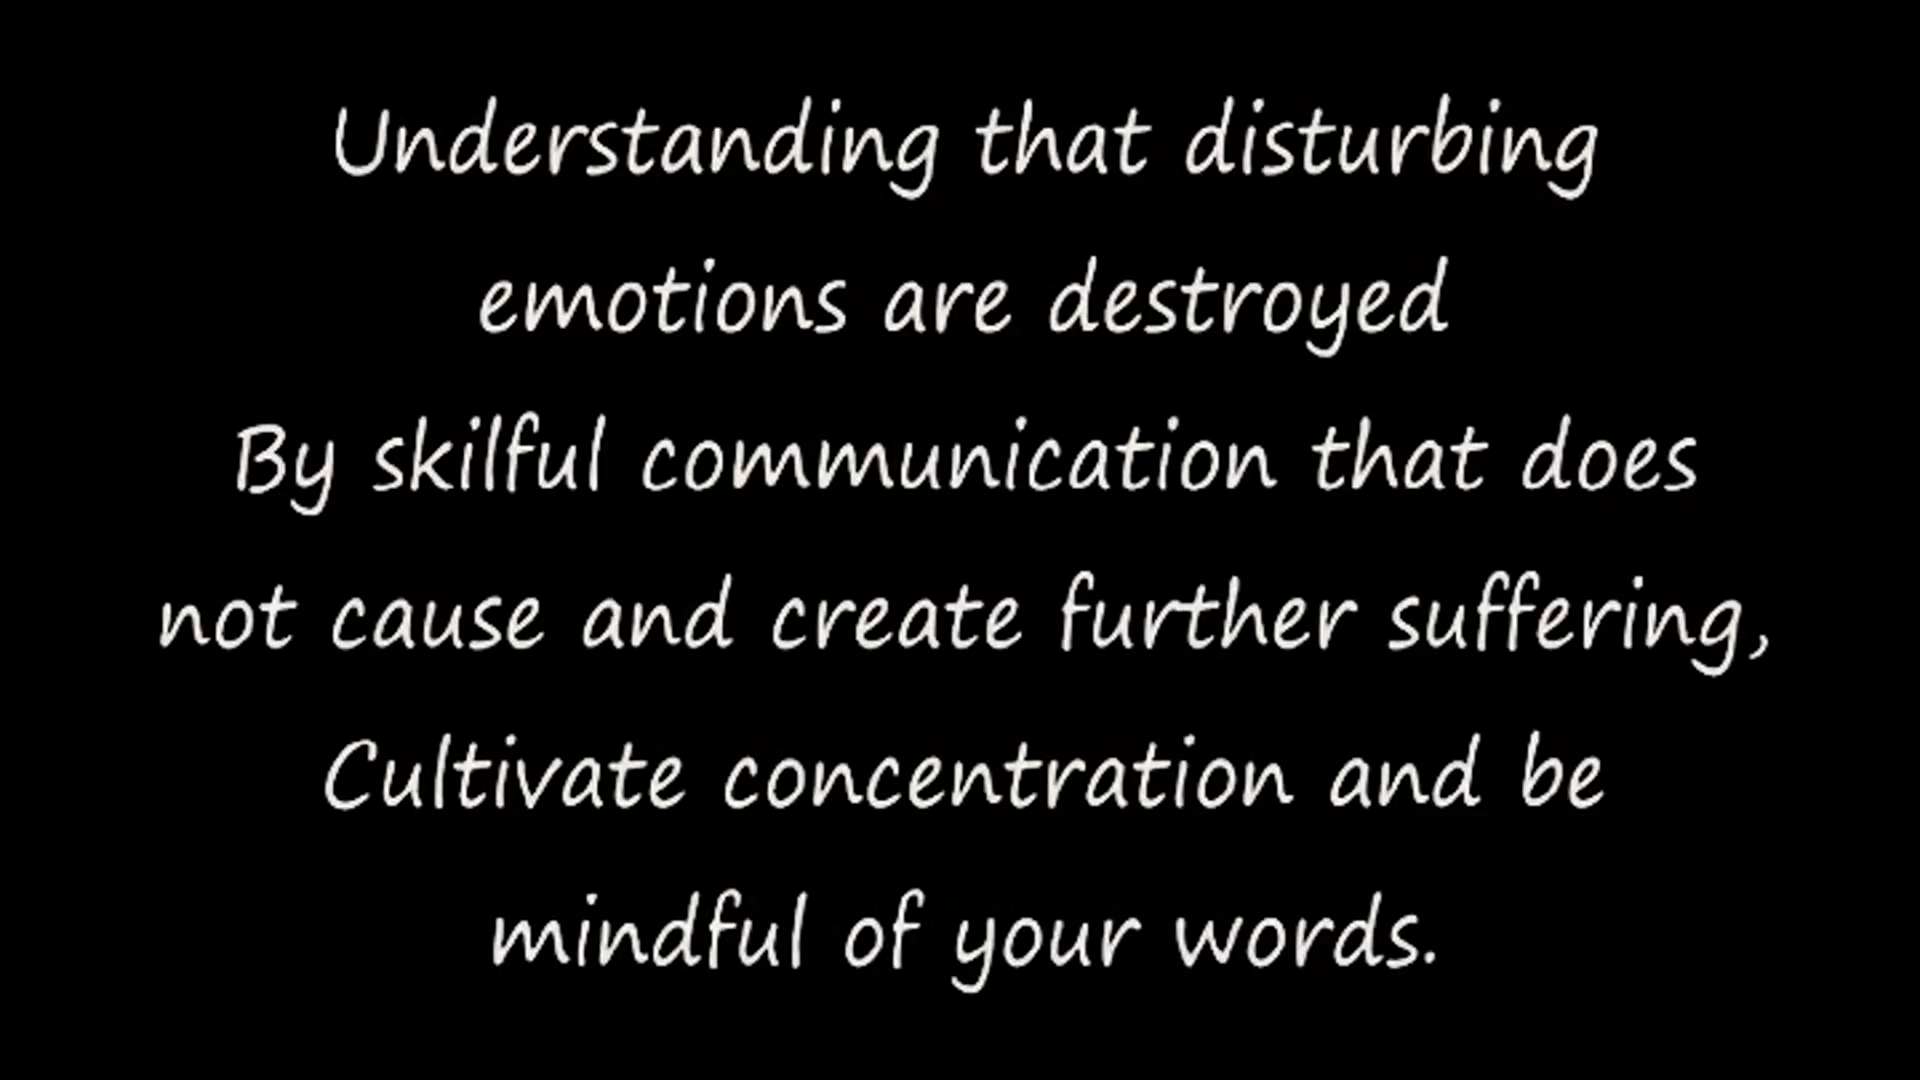 Understanding that disturbing
emotions are destroyed
By skilful communication that does
not cause and create further suffering,
Cultivate concentration and be
mindful of your words.